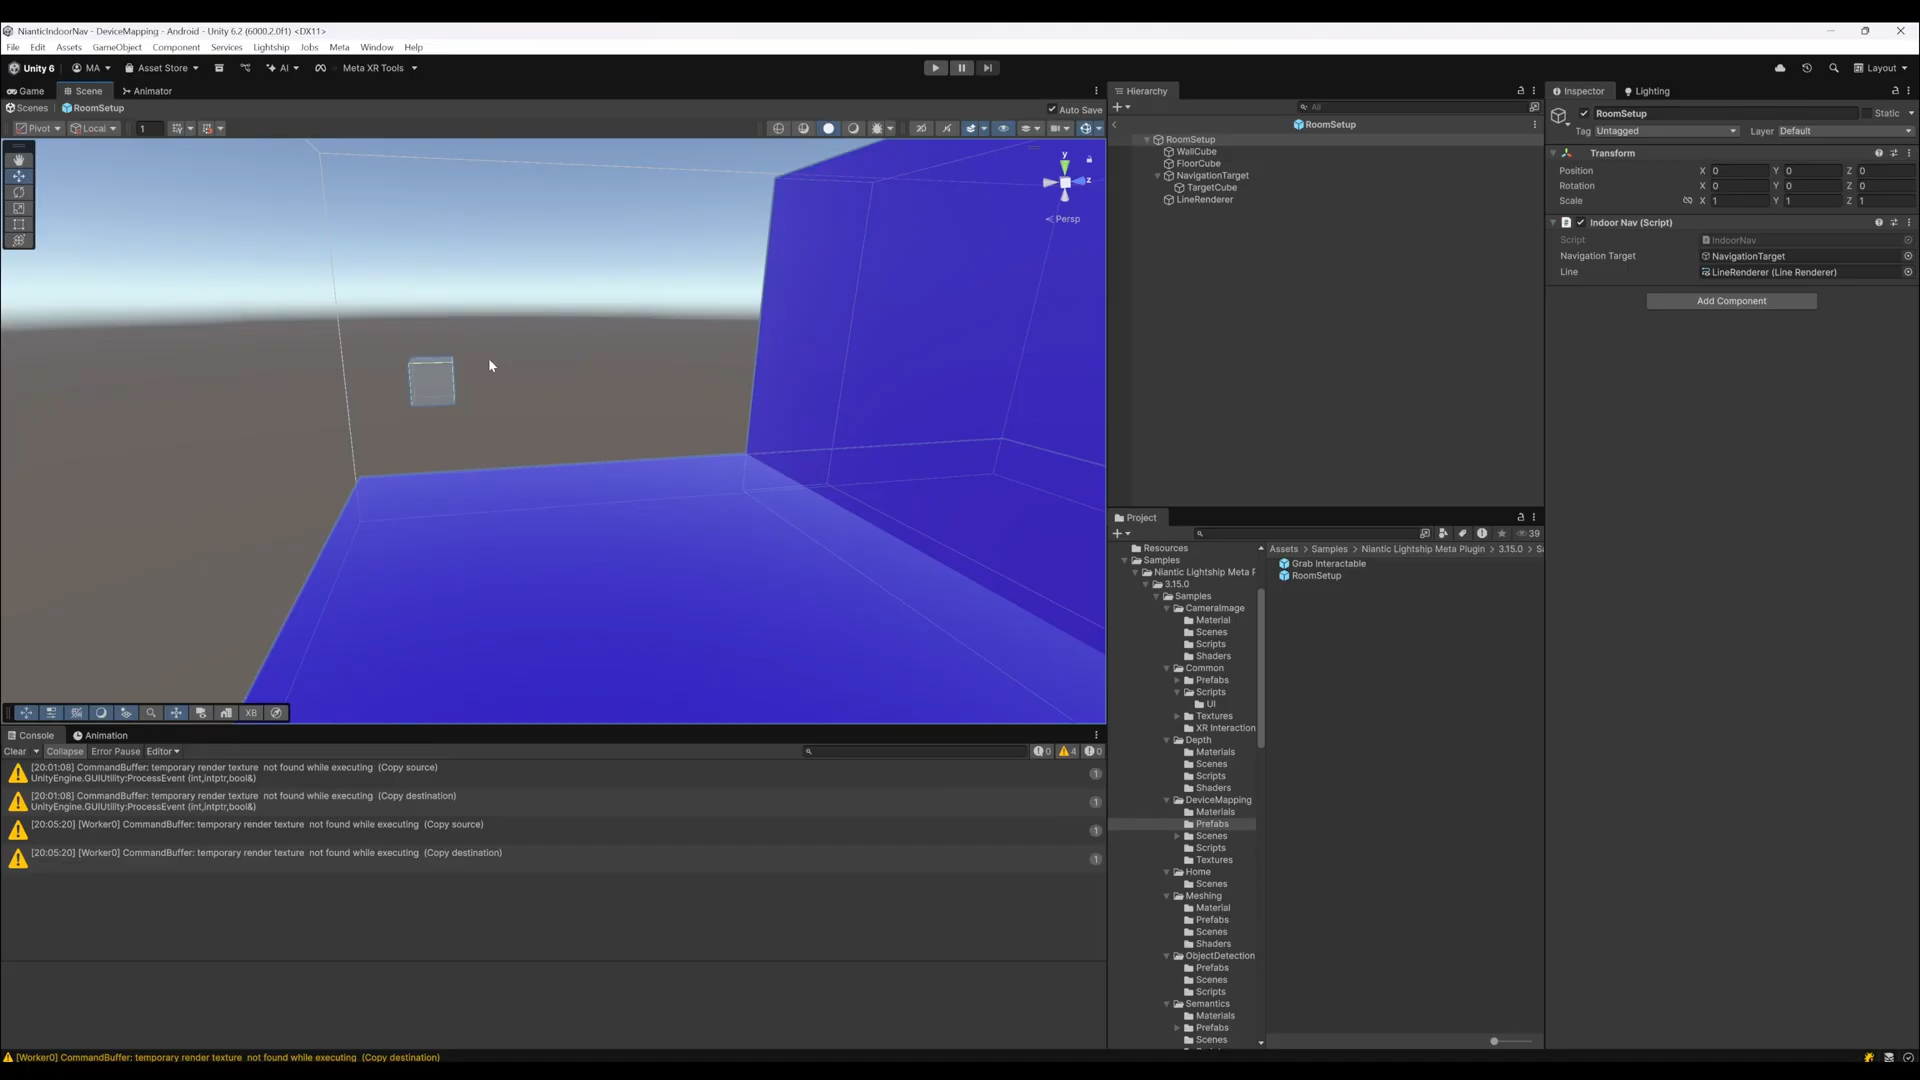 NianticIndoorNav - DeviceMapping - Android - Unity 6.2 (6000.2.0f1) <DX11>
File Edit Assets GameObject Component Services Lightship Jobs Meta Window Help
Unity 6 MA Asset Store AI Meta XR Tools Layout
Game Scene Animator
Scenes RoomSetup Auto Save
Pivot Local 1
y
z
Persp
XB
Console Animation
Clear Collapse Error Pause Editor 0 4 0
[20:01:08] CommandBuffer: temporary render texture not found while executing (Copy source)
UnityEngine.GUIUtility:ProcessEvent (int,intptr,bool&)
1
[20:01:08] CommandBuffer: temporary render texture not found while executing (Copy destination)
UnityEngine.GUIUtility:ProcessEvent (int,intptr,bool&)
1
[20:05:20] [Worker0] CommandBuffer: temporary render texture not found while executing (Copy source)
1
[20:05:20] [Worker0] CommandBuffer: temporary render texture not found while executing (Copy destination)
1
[Worker0] CommandBuffer: temporary render texture not found while executing (Copy destination)
Hierarchy
All
RoomSetup
RoomSetup
WallCube
FloorCube
NavigationTarget
TargetCube
LineRenderer
Project
39
Resources
Samples
Niantic Lightship Meta P
3.15.0
Samples
CameraImage
Material
Scenes
Scripts
Shaders
Common
Prefabs
Scripts
UI
Textures
XR Interaction
Depth
Materials
Scenes
Scripts
Shaders
DeviceMapping
Materials
Prefabs
Scenes
Scripts
Textures
Home
Scenes
Meshing
Material
Prefabs
Scenes
Shaders
ObjectDetection
Prefabs
Scenes
Scripts
Semantics
Materials
Prefabs
Scenes
Assets > Samples > Niantic Lightship Meta Plugin > 3.15.0 > Sa
Grab Interactable
RoomSetup
Inspector Lighting
RoomSetup Static
Tag Untagged Layer Default
Transform
Position X 0 Y 0 Z 0
Rotation X 0 Y 0 Z 0
Scale X 1 Y 1 Z 1
Indoor Nav (Script)
Script IndoorNav
Navigation Target NavigationTarget
Line LineRenderer (Line Renderer)
Add Component